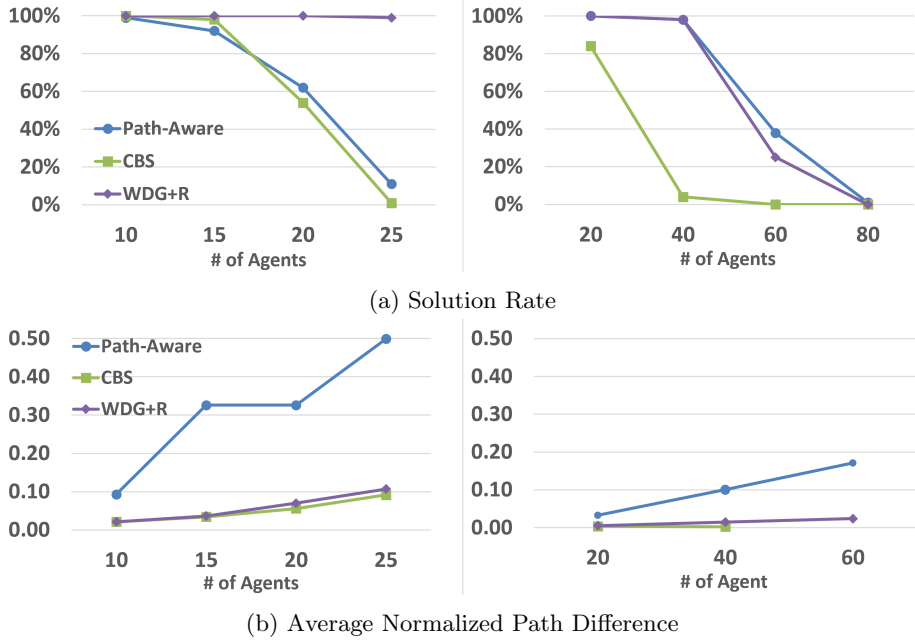 100%
80%
60%
40%
20%
0%
Path-Aware
CBS
WDG+R
10 15 20 25
# of Agents
100%
80%
60%
40%
20%
0%
20 40 60 80
# of Agents
(a) Solution Rate
0.50
0.40
0.30
0.20
0.10
0.00
Path-Aware
CBS
WDG+R
10 15 20 25
# of Agents
0.50
0.40
0.30
0.20
0.10
0.00
20 40 60
# of Agent
(b) Average Normalized Path Difference